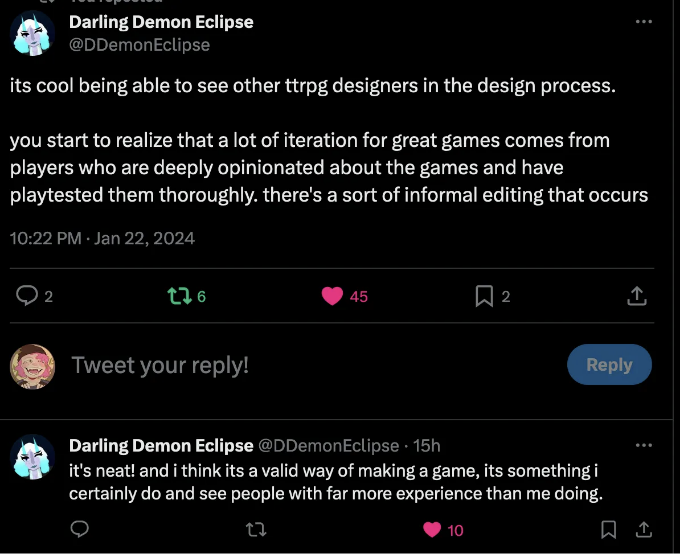 You reposted
Darling Demon Eclipse
@DDemonEclipse
its cool being able to see other ttrpg designers in the design process.
you start to realize that a lot of iteration for great games comes from
players who are deeply opinionated about the games and have
playtested them thoroughly. there's a sort of informal editing that occurs
10:22 PM · Jan 22, 2024
2 6 45 2
Tweet your reply!
Reply
Darling Demon Eclipse @DDemonEclipse · 15h
it's neat! and i think its a valid way of making a game, its something i
certainly do and see people with far more experience than me doing.
10